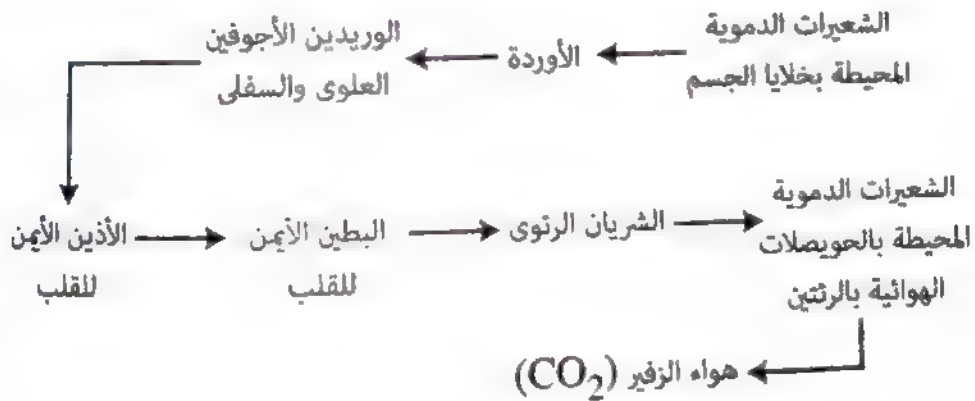 الشعيرات الدموية
المحيطة بخلايا الجسم
الأوردة
الوريدين الأجوفين
العلوى والسفلى
الأذين الأيمن
للقلب
البطين الأيمن
للقلب
الشريان الرئوى
الشعيرات الدموية
المحيطة بالحويصلات
الهوائية بالرئتين
هواء الزفير (CO₂)